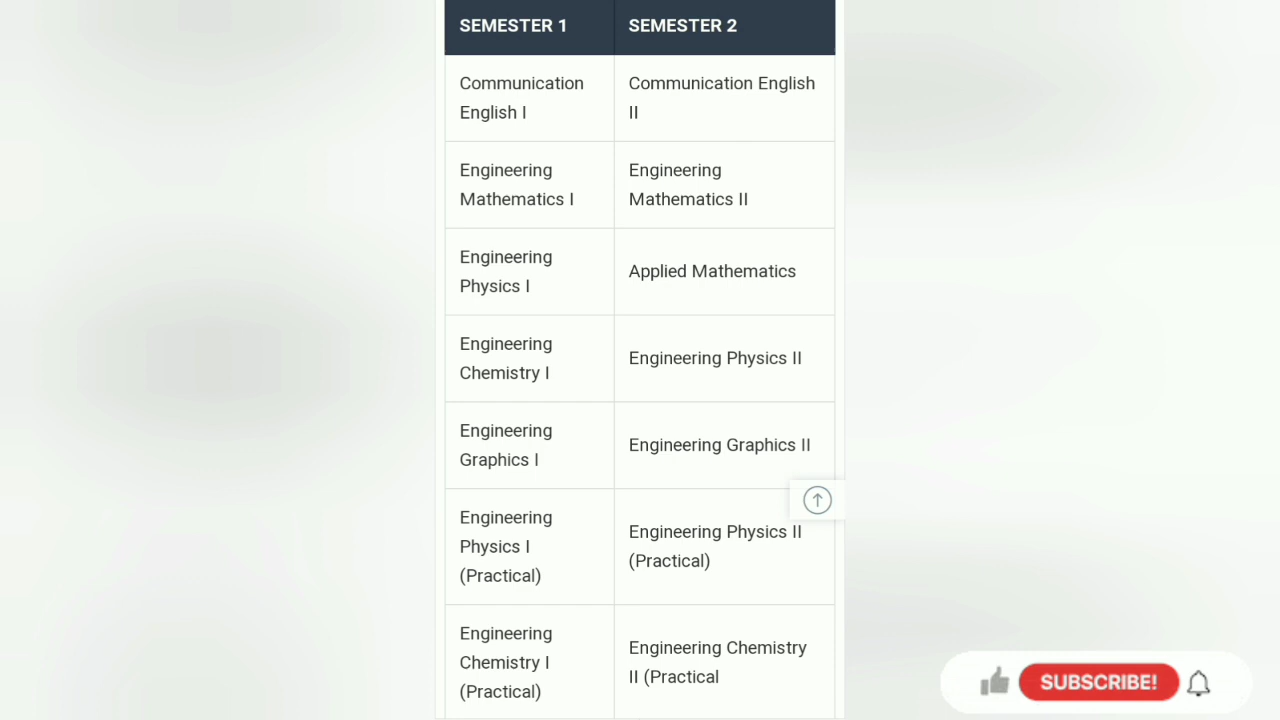 SEMESTER 1 SEMESTER 2
Communication English I Communication English II
Engineering Mathematics I Engineering Mathematics II
Engineering Physics I Applied Mathematics
Engineering Chemistry I Engineering Physics II
Engineering Graphics I Engineering Graphics II
Engineering Physics I (Practical) Engineering Physics II (Practical)
Engineering Chemistry I (Practical) Engineering Chemistry II (Practical
SUBSCRIBE!